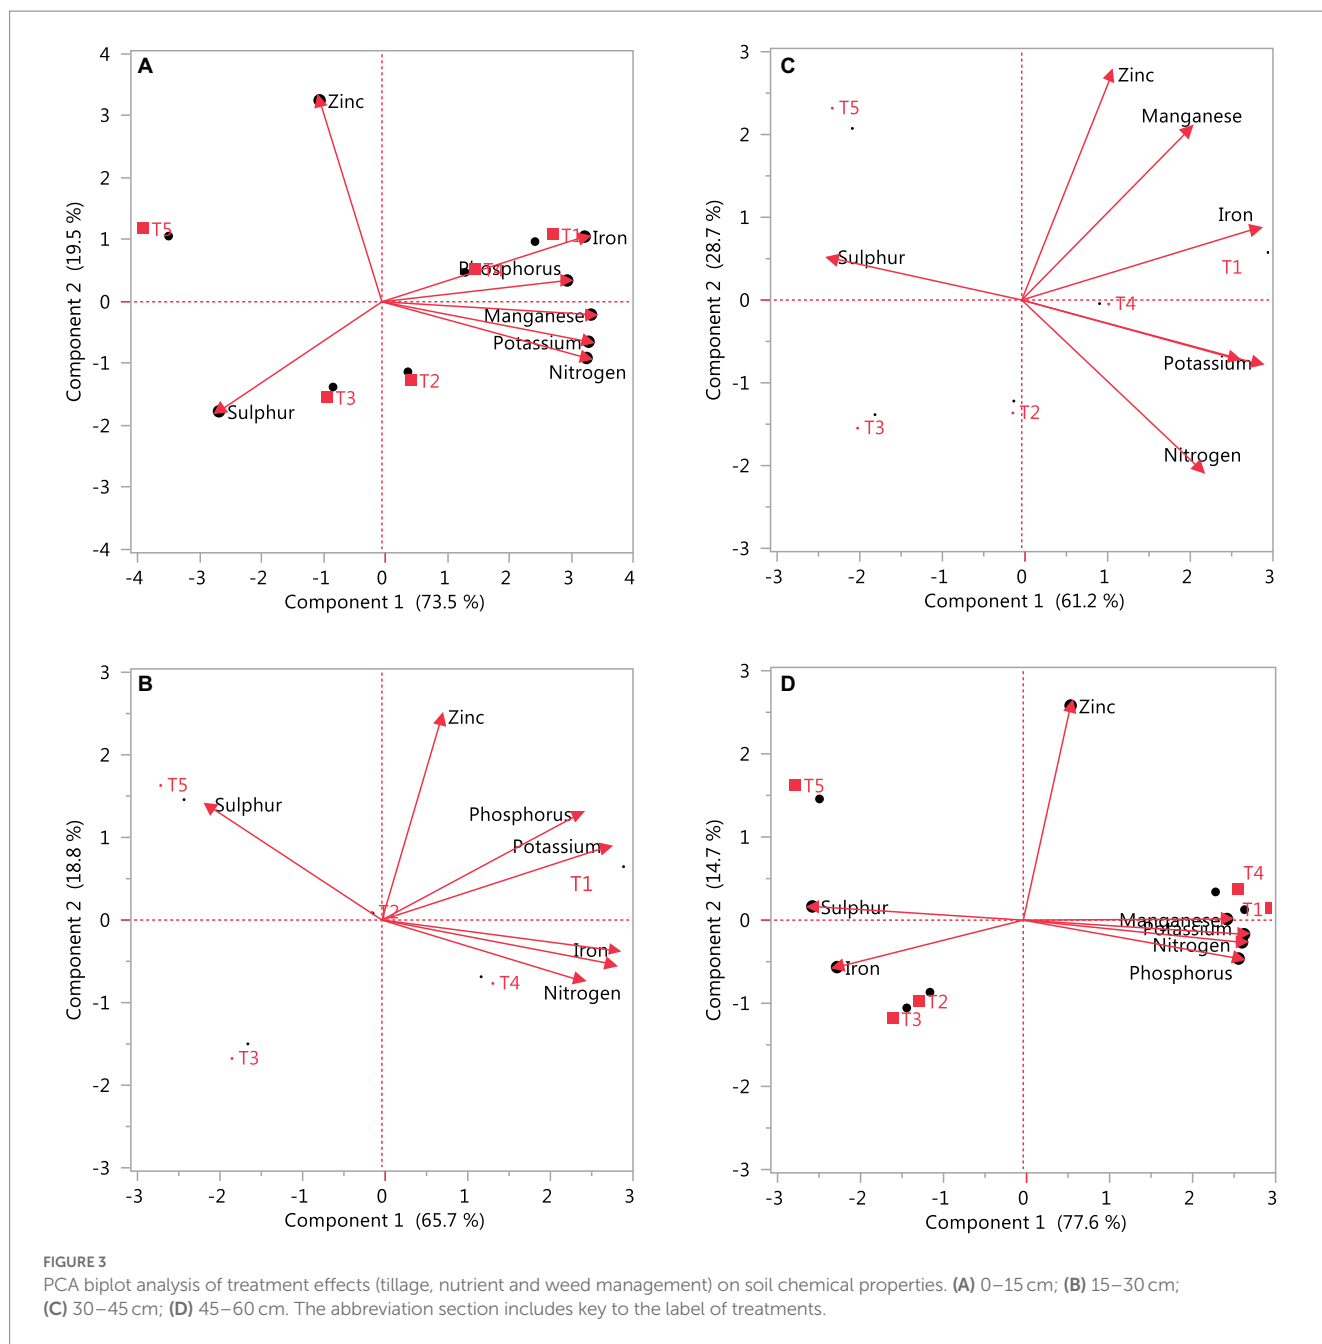 A
4
3
2
1
0
-1
-2
-3
-4
Component 2 (19.5 %)
Zinc
T5
T1
Iron
T4
Phosphorus
Manganese
Potassium
Nitrogen
T2
T3
Sulphur
-4 -3 -2 -1 0 1 2 3 4
Component 1 (73.5 %)
C
3
2
1
0
-1
-2
-3
Component 2 (28.7 %)
Zinc
T5
Manganese
Iron
Sulphur
T1
T4
Potassium
T2
T3
Nitrogen
-3 -2 -1 0 1 2 3
Component 1 (61.2 %)
B
3
2
1
0
-1
-2
-3
Component 2 (18.8 %)
Zinc
T5
Sulphur
Phosphorus
Potassium
T1
T2
Iron
T4
Nitrogen
T3
-3 -2 -1 0 1 2 3
Component 1 (65.7 %)
D
3
2
1
0
-1
-2
-3
Component 2 (14.7 %)
Zinc
T5
T4
Sulphur
T1
Manganese
Potassium
Nitrogen
Iron
Phosphorus
T2
T3
-3 -2 -1 0 1 2 3
Component 1 (77.6 %)
FIGURE 3
PCA biplot analysis of treatment effects (tillage, nutrient and weed management) on soil chemical properties. (A) 0–15 cm; (B) 15–30 cm;
(C) 30–45 cm; (D) 45–60 cm. The abbreviation section includes key to the label of treatments.